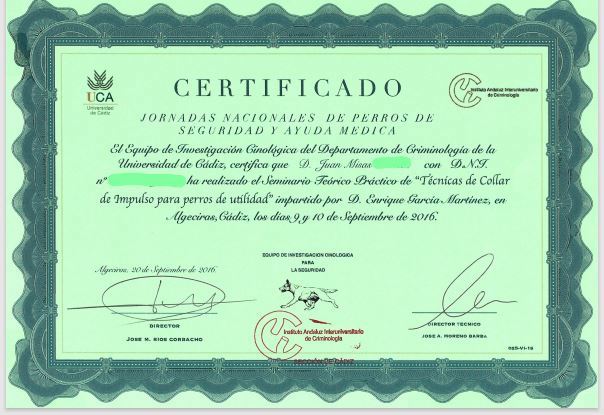 UCA
Universidad
de Cádiz
CERTIFICADO
Instituto Andaluz Interuniversitario
de Criminología
JORNADAS NACIONALES DE PERROS DE
SEGURIDAD Y AYUDA MEDICA
El Equipo de Investigación Cinológica del Departamento de Criminología de la
Universidad de Cádiz, certifica que D. Juan Misas con D.N.I.
nº ha realizado el Seminario Teórico Práctico de "Técnicas de Collar
de Impulso para perros de utilidad" impartido por D. Enrique García Martínez, en
Algeciras, Cádiz, los días 9 y 10 de Septiembre de 2016.
EQUIPO DE INVESTIGACION CINOLOGICA
PARA
LA SEGURIDAD
Algeciras, 20 de Septiembre de 2016.
DIRECTOR
JOSE M. RIOS CORBACHO
Instituto Andaluz Interuniversitario
de Criminología
SECCIÓN DE CÁDIZ
DIRECTOR TECNICO
JOSE A. MORENO BARBA